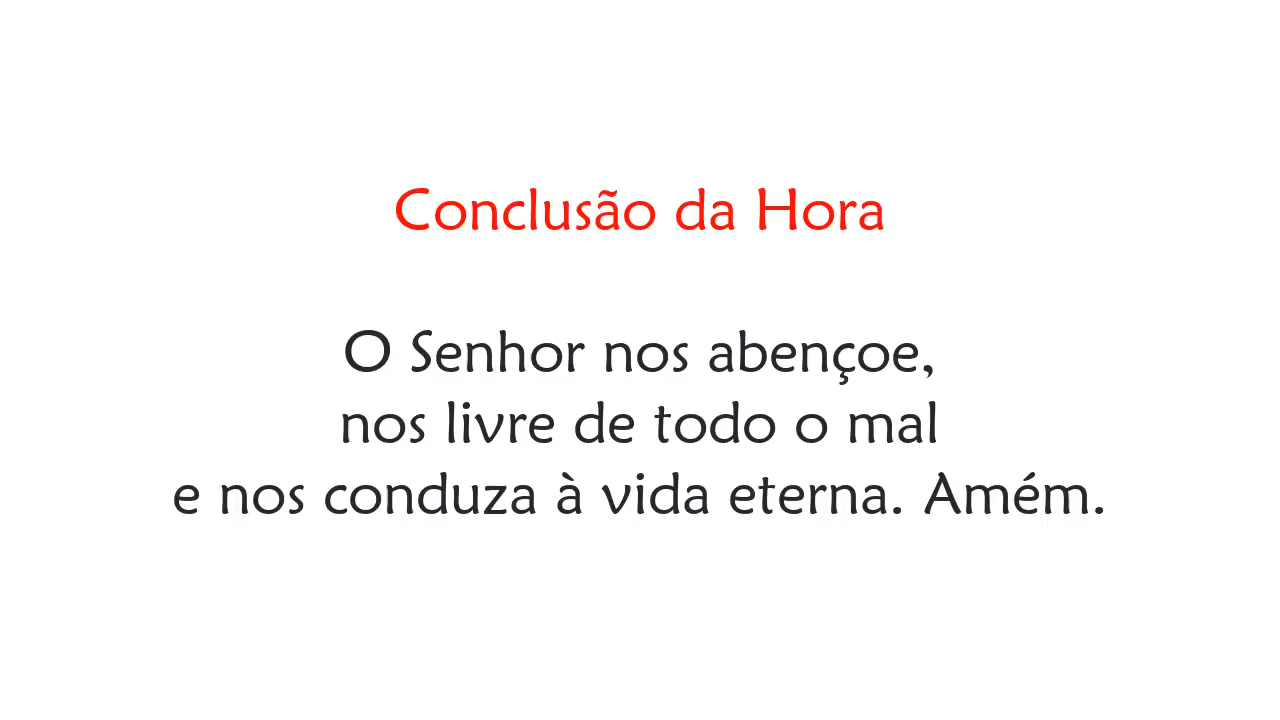 Conclusão da Hora
O Senhor nos abençoe,
nos livre de todo o mal
e nos conduza à vida eterna. Amém.